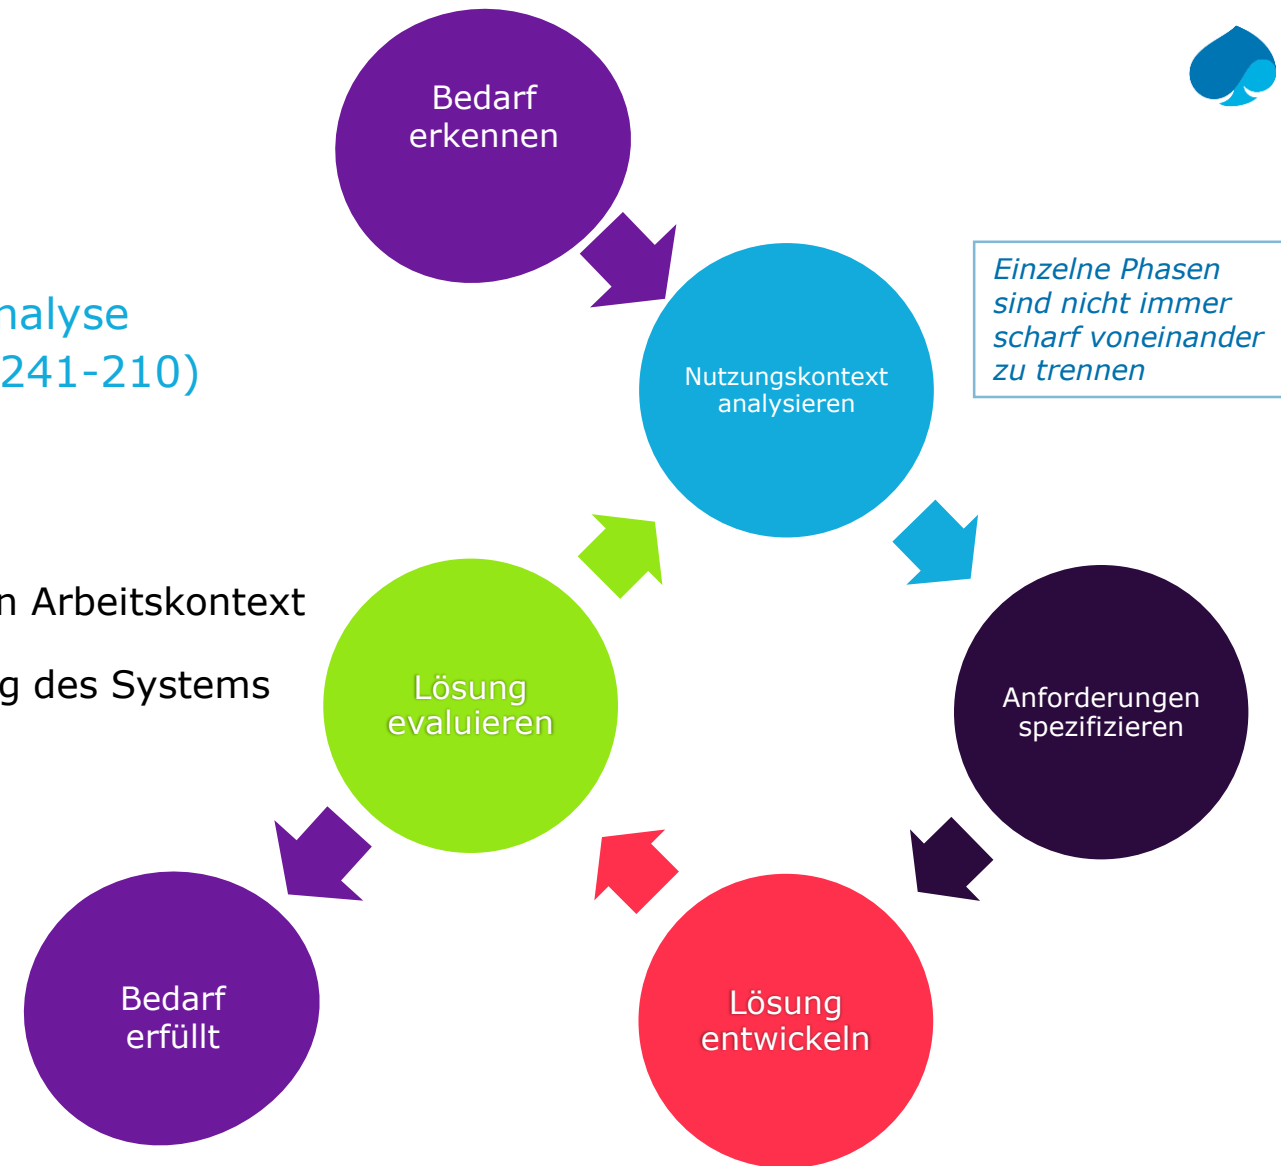 Bedarf
erkennen
nalyse
241-210)
Nutzungskontext
analysieren
Einzelne Phasen
sind nicht immer
scharf voneinander
zu trennen
n Arbeitskontext
g des Systems
Lösung
evaluieren
Anforderungen
spezifizieren
Bedarf
erfüllt
Lösung
entwickeln